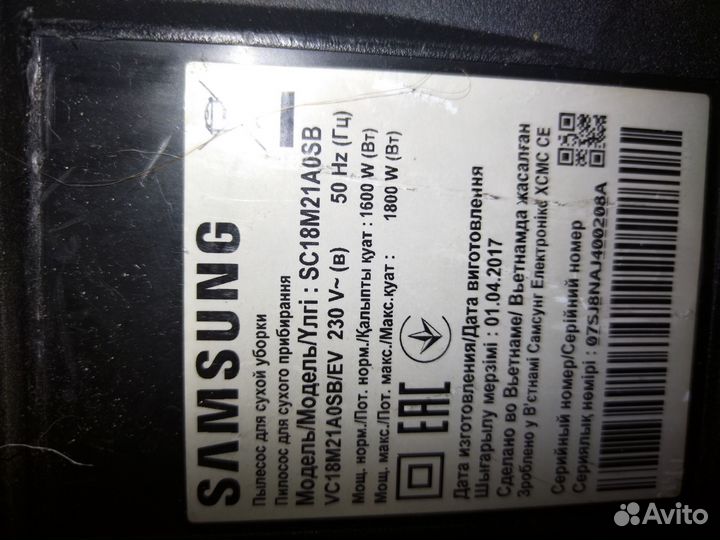 SAMSUNG
Пылесос для сухой уборки
Пилосос для сухого прибирання
Модель/Модель/Үлгі : SC18M21A0SB
VC18M21A0SB/EV 230 V~ (в) 50 Hz (Гц)
Мощ. норм./Пот. норм./Қалыпты қуат : 1600 W (Вт)
Мощ. макс./Пот. макс./Макс.қуат : 1800 W (Вт)
EAC
Дата изготовления/Дата виготовлення
Шығарылу мерзімі : 01.04.2017
Сделано во Вьетнаме/ Вьетнамда жасалған
Зроблено у В'єтнамі Самсунг Електронікс ХСМС СЕ
Серийный номер/Серійний номер
Сериялық нөмірі : 07SJ8NAJ400208A
Avito